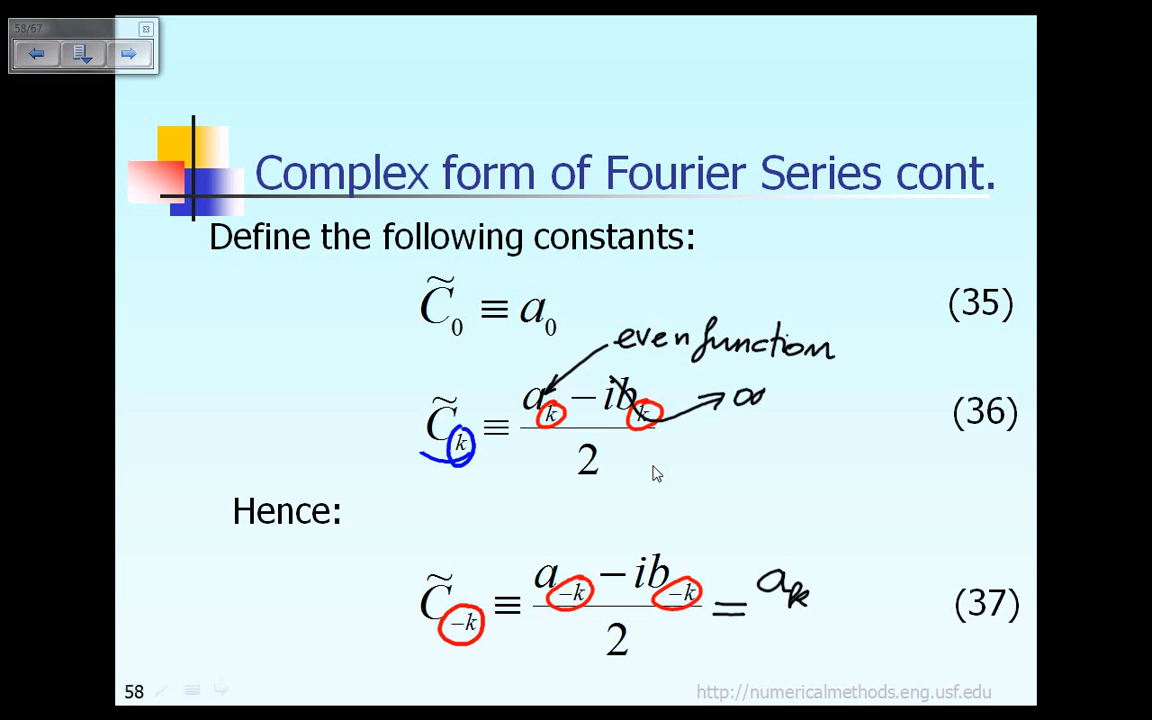 58/67
Complex form of Fourier Series cont.
Define the following constants:
C̃₀ ≡ a₀ (35)
even function
C̃ₖ ≡ (aₖ − ibₖ)/2 → ∞ (36)
Hence:
C̃₋ₖ ≡ (a₋ₖ − ib₋ₖ)/2 = aₖ (37)
58
http://numericalmethods.eng.usf.edu